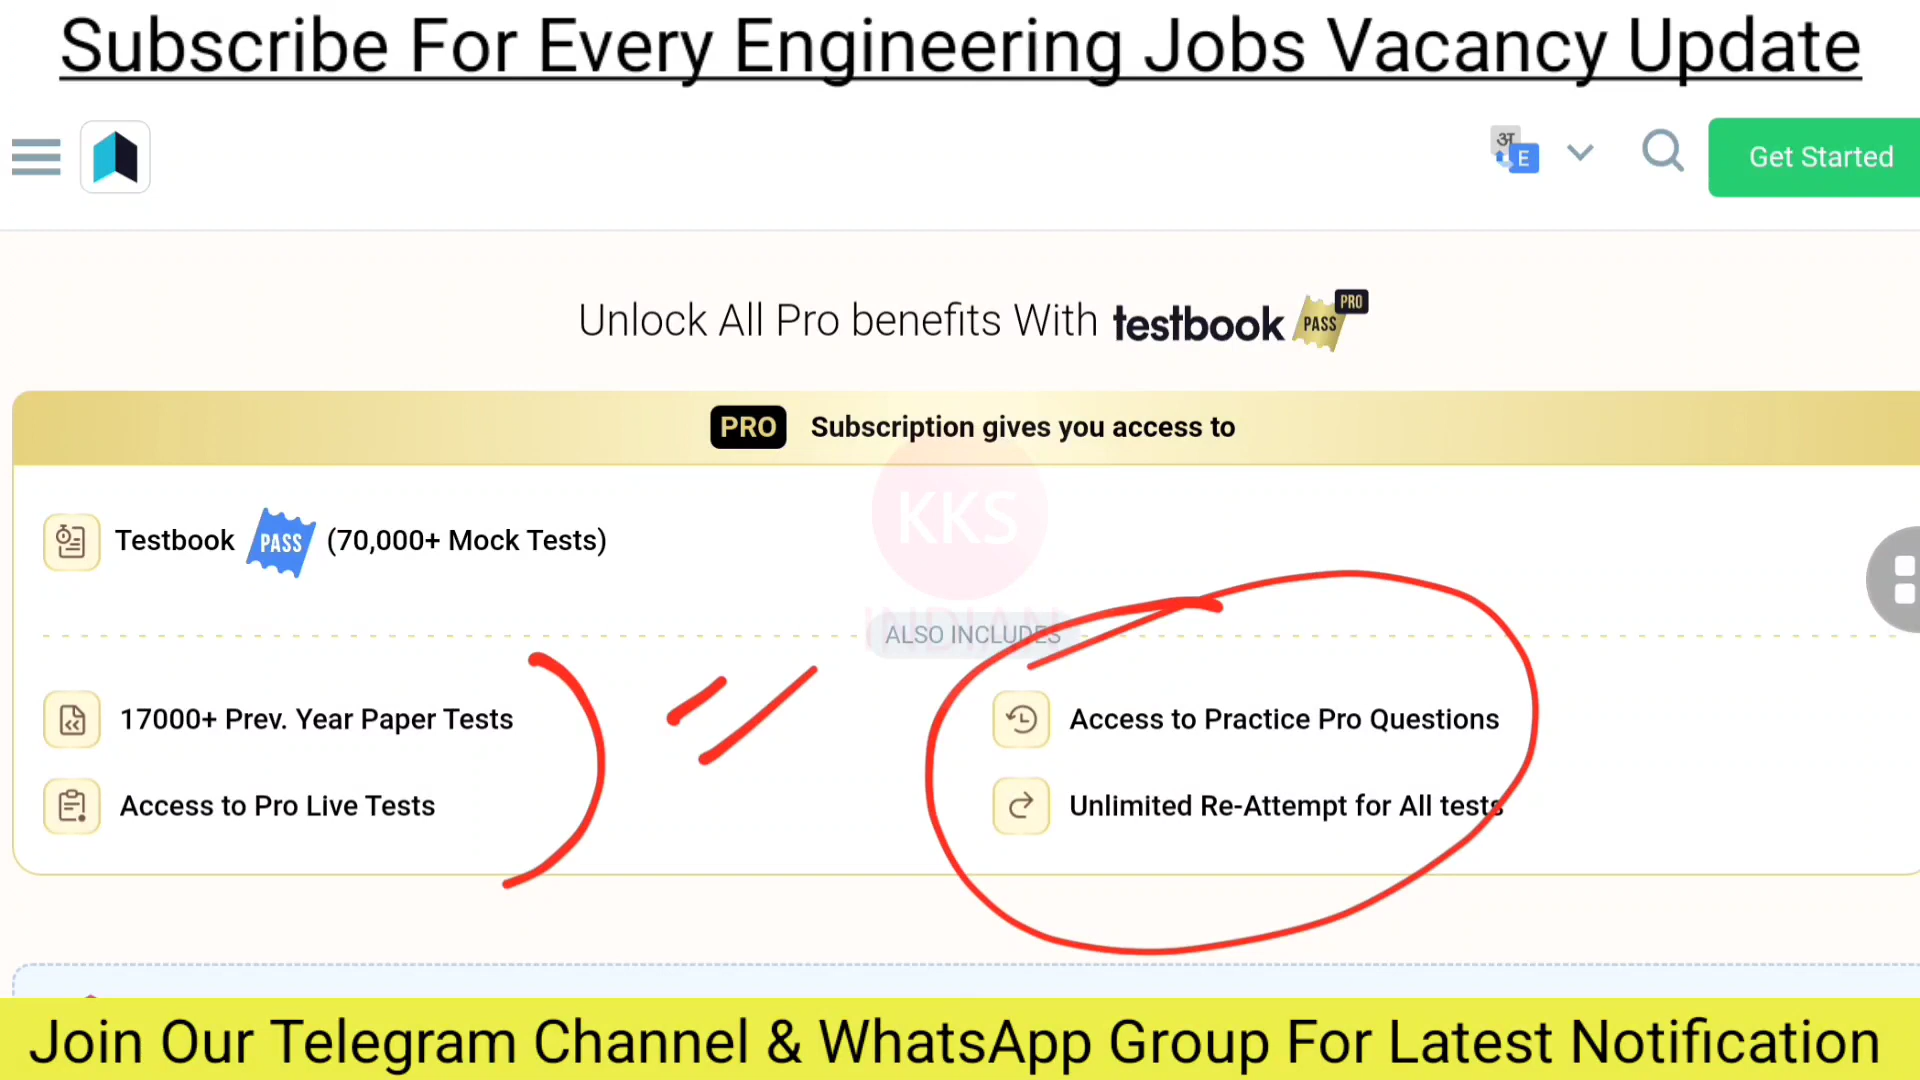 Subscribe For Every Engineering Jobs Vacancy Update
अ E
Get Started
Unlock All Pro benefits With testbook PASS PRO
PRO Subscription gives you access to
KKS
INDIAN
Testbook PASS (70,000+ Mock Tests)
ALSO INCLUDES
17000+ Prev. Year Paper Tests
Access to Practice Pro Questions
Access to Pro Live Tests
Unlimited Re-Attempt for All tests
Join Our Telegram Channel & WhatsApp Group For Latest Notification